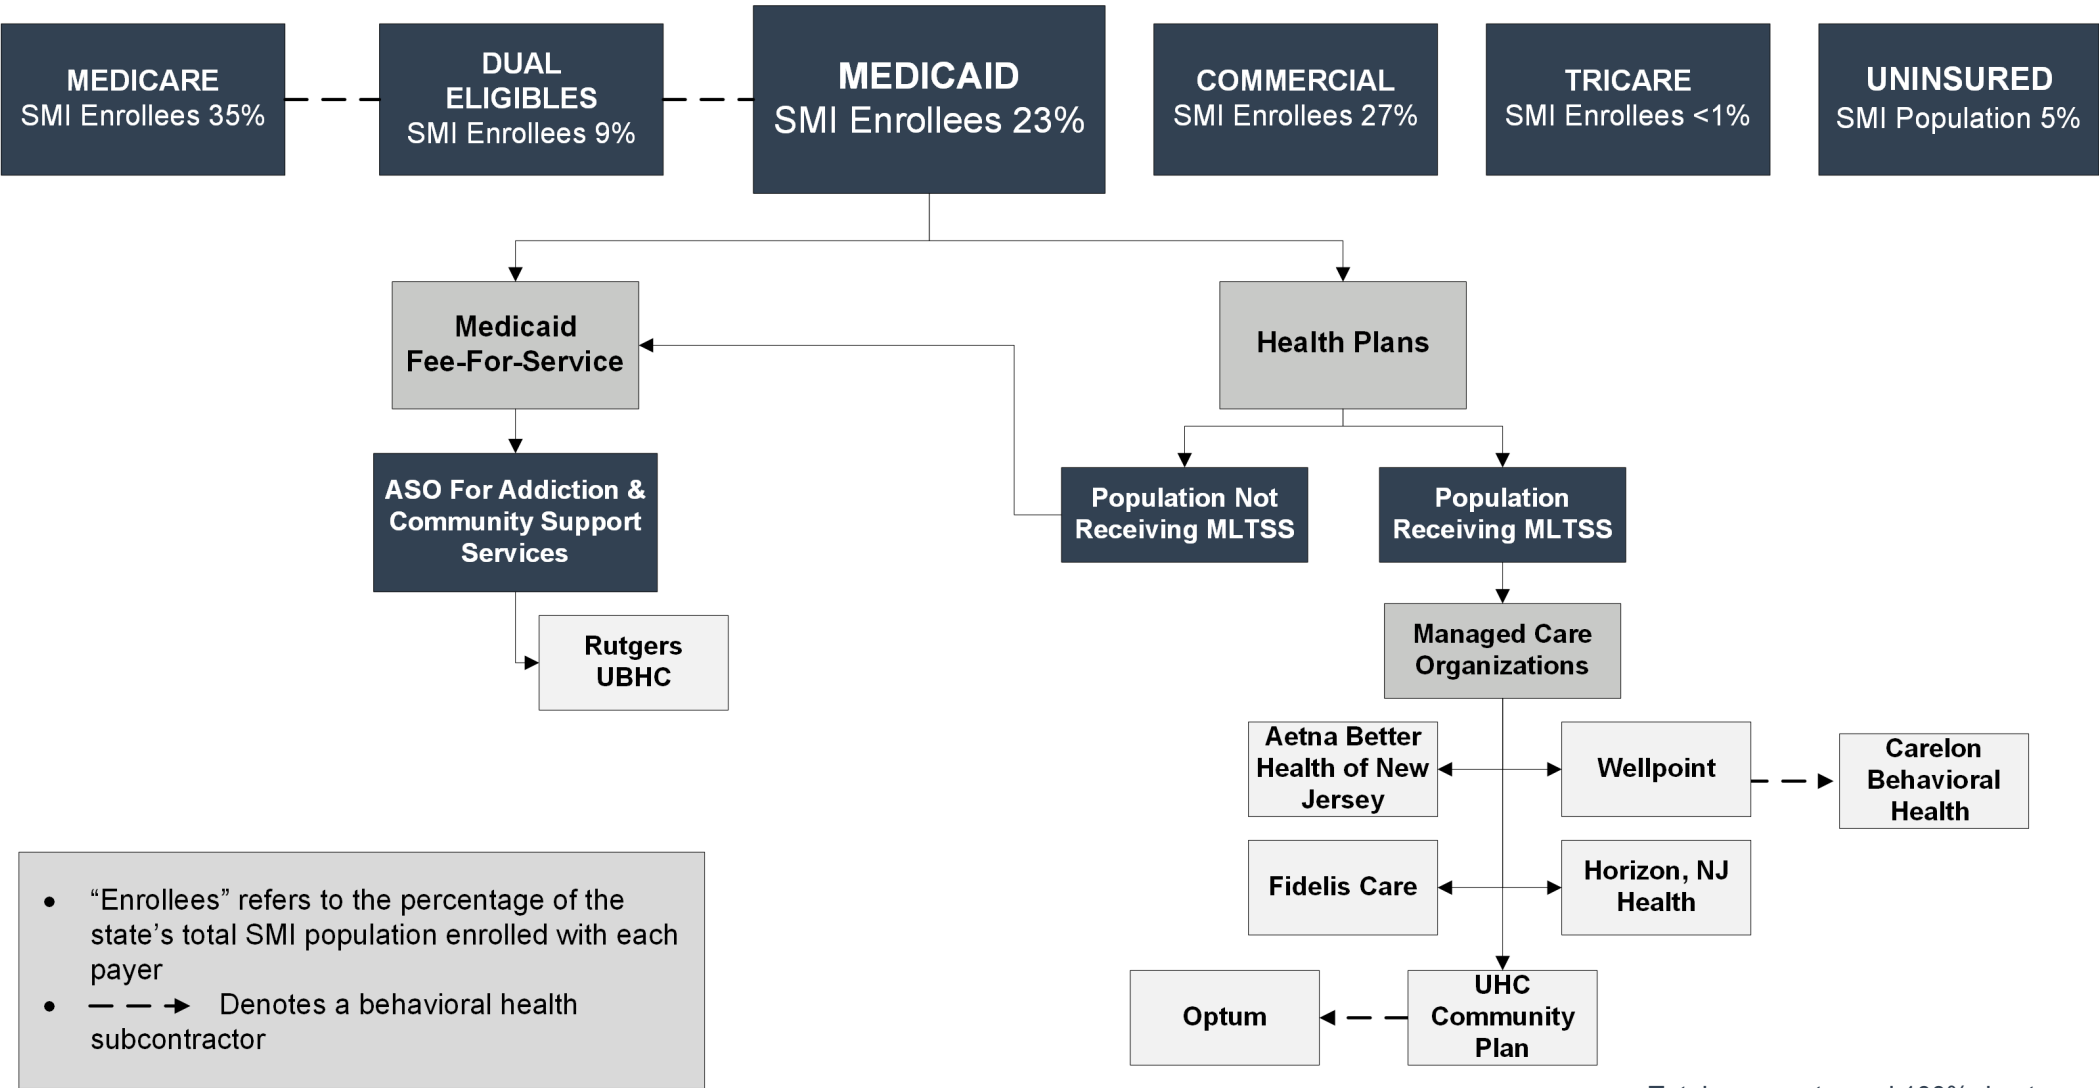 MEDICARE
SMI Enrollees 35%
DUAL
ELIGIBLES
SMI Enrollees 9%
MEDICAID
SMI Enrollees 23%
COMMERCIAL
SMI Enrollees 27%
TRICARE
SMI Enrollees <1%
UNINSURED
SMI Population 5%
Medicaid
Fee-For-Service
Health Plans
ASO For Addiction &
Community Support
Services
Population Not
Receiving MLTSS
Population
Receiving MLTSS
Rutgers
UBHC
Managed Care
Organizations
Aetna Better
Health of New
Jersey
Wellpoint
Carelon
Behavioral
Health
Fidelis Care
Horizon, NJ
Health
Optum
UHC
Community
Plan
• “Enrollees” refers to the percentage of the
state’s total SMI population enrolled with each
payer
• Denotes a behavioral health
subcontractor